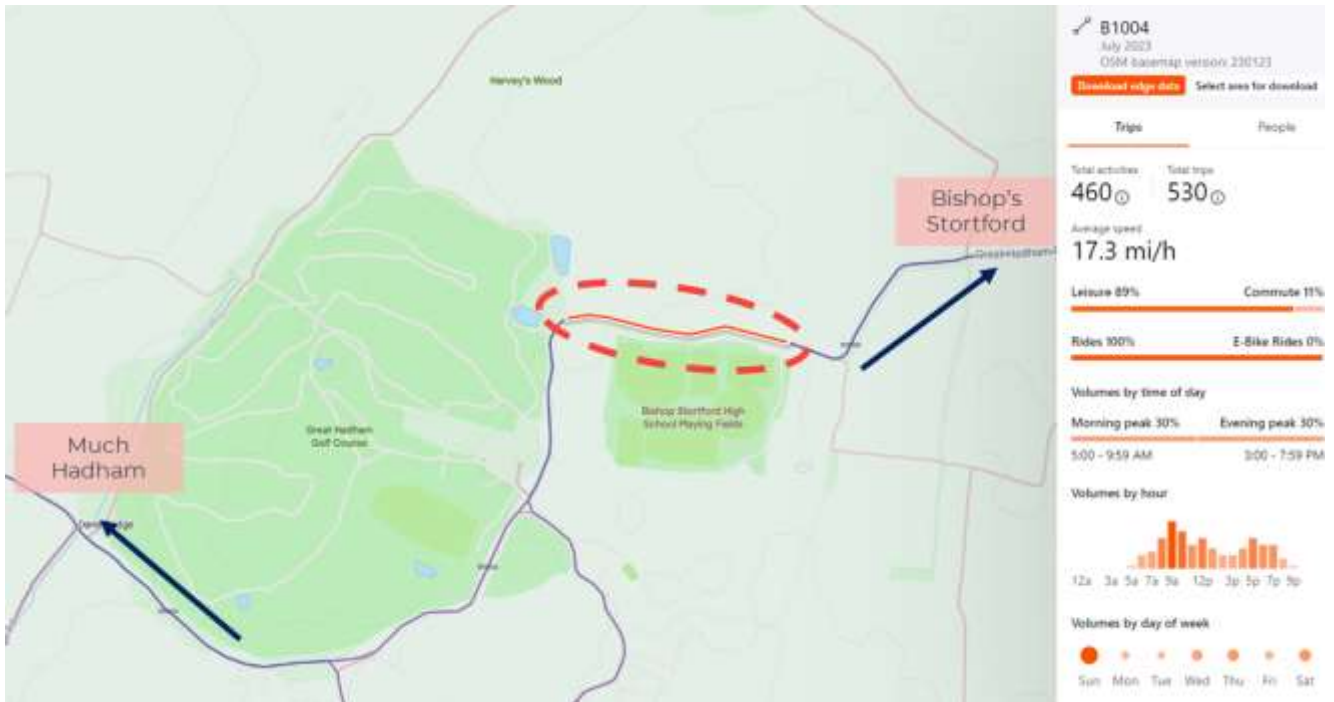 Harvey's Wood
Bishop's
Stortford
Great Hadham
Golf Course
Bishop Stortford High
School Playing Fields
Much
Hadham
B1004
July 2023
OSM basemap version: 230123
Download edge data Select area for download
Trips People
Total activities Total trips
460 530
Average speed
17.3 mi/h
Leisure 89% Commute 11%
Rides 100% E-Bike Rides 0%
Volumes by time of day
Morning peak 30% Evening peak 30%
5:00 - 9:59 AM 3:00 - 7:59 PM
Volumes by hour
12a 3a 5a 7a 9a 12p 3p 5p 7p 9p
Volumes by day of week
Sun Mon Tue Wed Thu Fri Sat